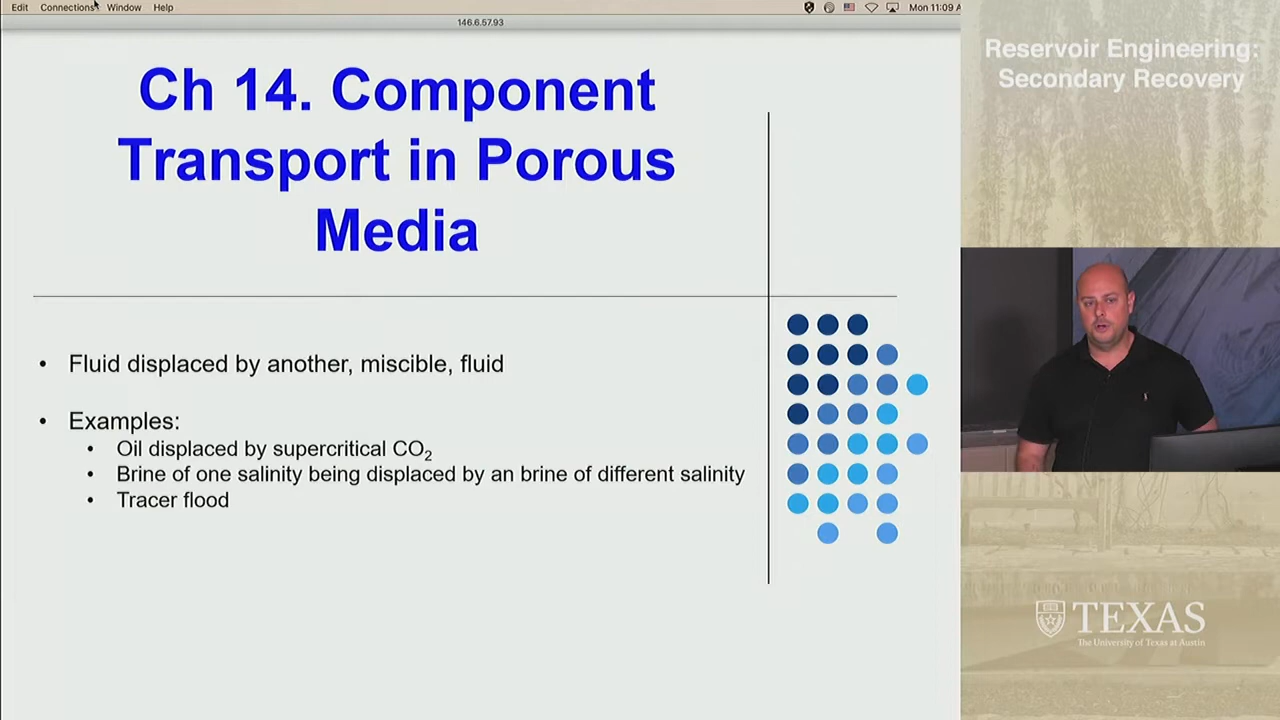 Edit Connections Window Help
Mon 11:09 A
146.6.57.93
Ch 14. Component
Transport in Porous
Media
• Fluid displaced by another, miscible, fluid
• Examples:
• Oil displaced by supercritical CO2
• Brine of one salinity being displaced by an brine of different salinity
• Tracer flood
Reservoir Engineering:
Secondary Recovery
TEXAS
The University of Texas at Austin